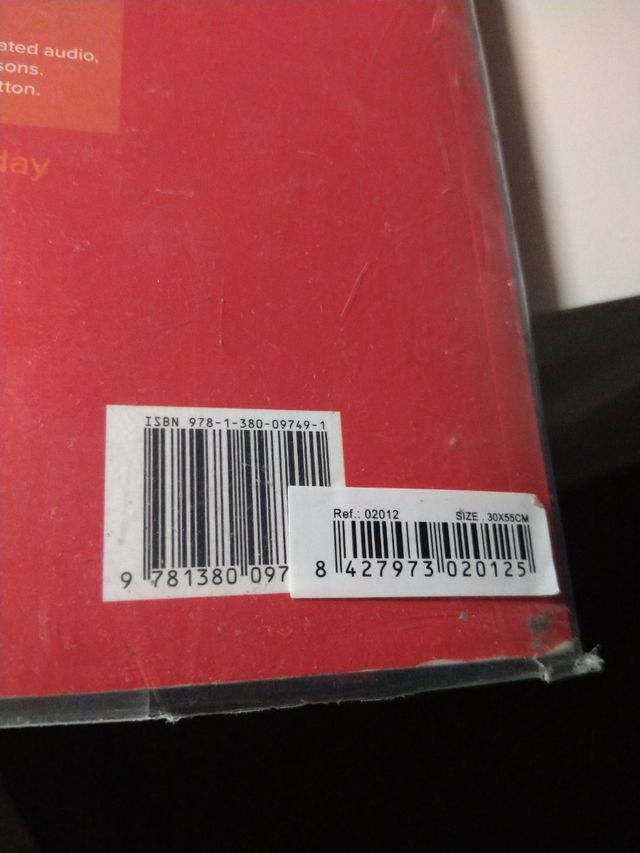 ated audio,
sons.
tton.
day
ISBN 978-1-380-09749-1
9 781380 097
Ref.: 02012 SIZE . 30X55CM
8 427973 020125